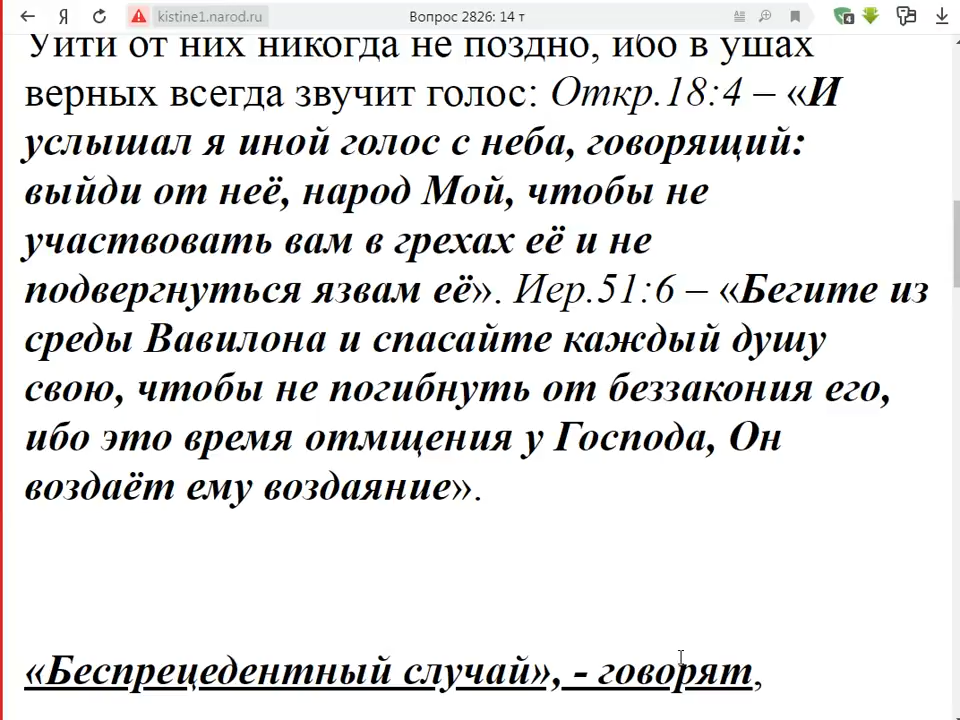 Я
kistine1.narod.ru
Вопрос 2826: 14 т
4
Уйти от них никогда не поздно, ибо в ушах
верных всегда звучит голос: Откр.18:4 – «И
услышал я иной голос с неба, говорящий:
выйди от неё, народ Мой, чтобы не
участвовать вам в грехах её и не
подвергнуться язвам её». Иер.51:6 – «Бегите из
среды Вавилона и спасайте каждый душу
свою, чтобы не погибнуть от беззакония его,
ибо это время отмщения у Господа, Он
воздаёт ему воздаяние».
«Беспрецедентный случай», - говорят,